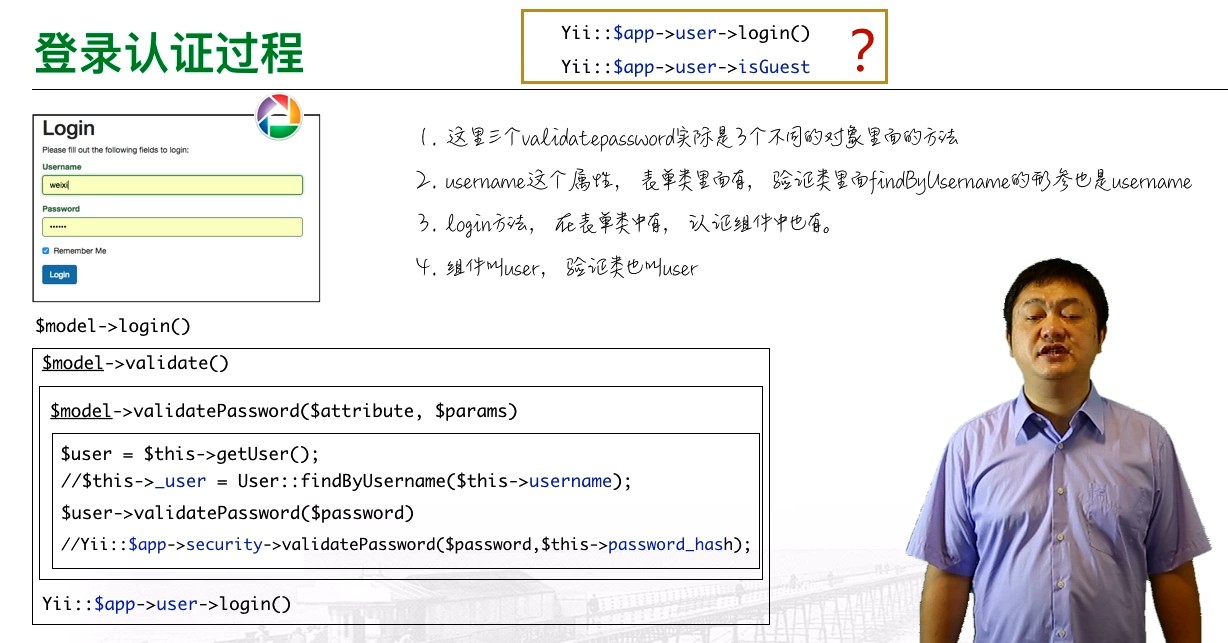 登录认证过程
Yii::$app->user->login()
Yii::$app->user->isGuest
?
Login
Please fill out the following fields to login:
Username
weixi
Password
••••••
Remember Me
Login
1. 这里三个validatepassword实际是3个不同的对象里面的方法
2. username这个属性, 表单类里面有, 验证类里面findByUsername的形参也是username
3. login方法, 在表单类中有, 认证组件中也有。
4. 组件叫user, 验证类也叫user
$model->login()
$model->validate()
$model->validatePassword($attribute, $params)
$user = $this->getUser();
//$this->_user = User::findByUsername($this->username);
$user->validatePassword($password)
//Yii::$app->security->validatePassword($password,$this->password_hash);
Yii::$app->user->login()